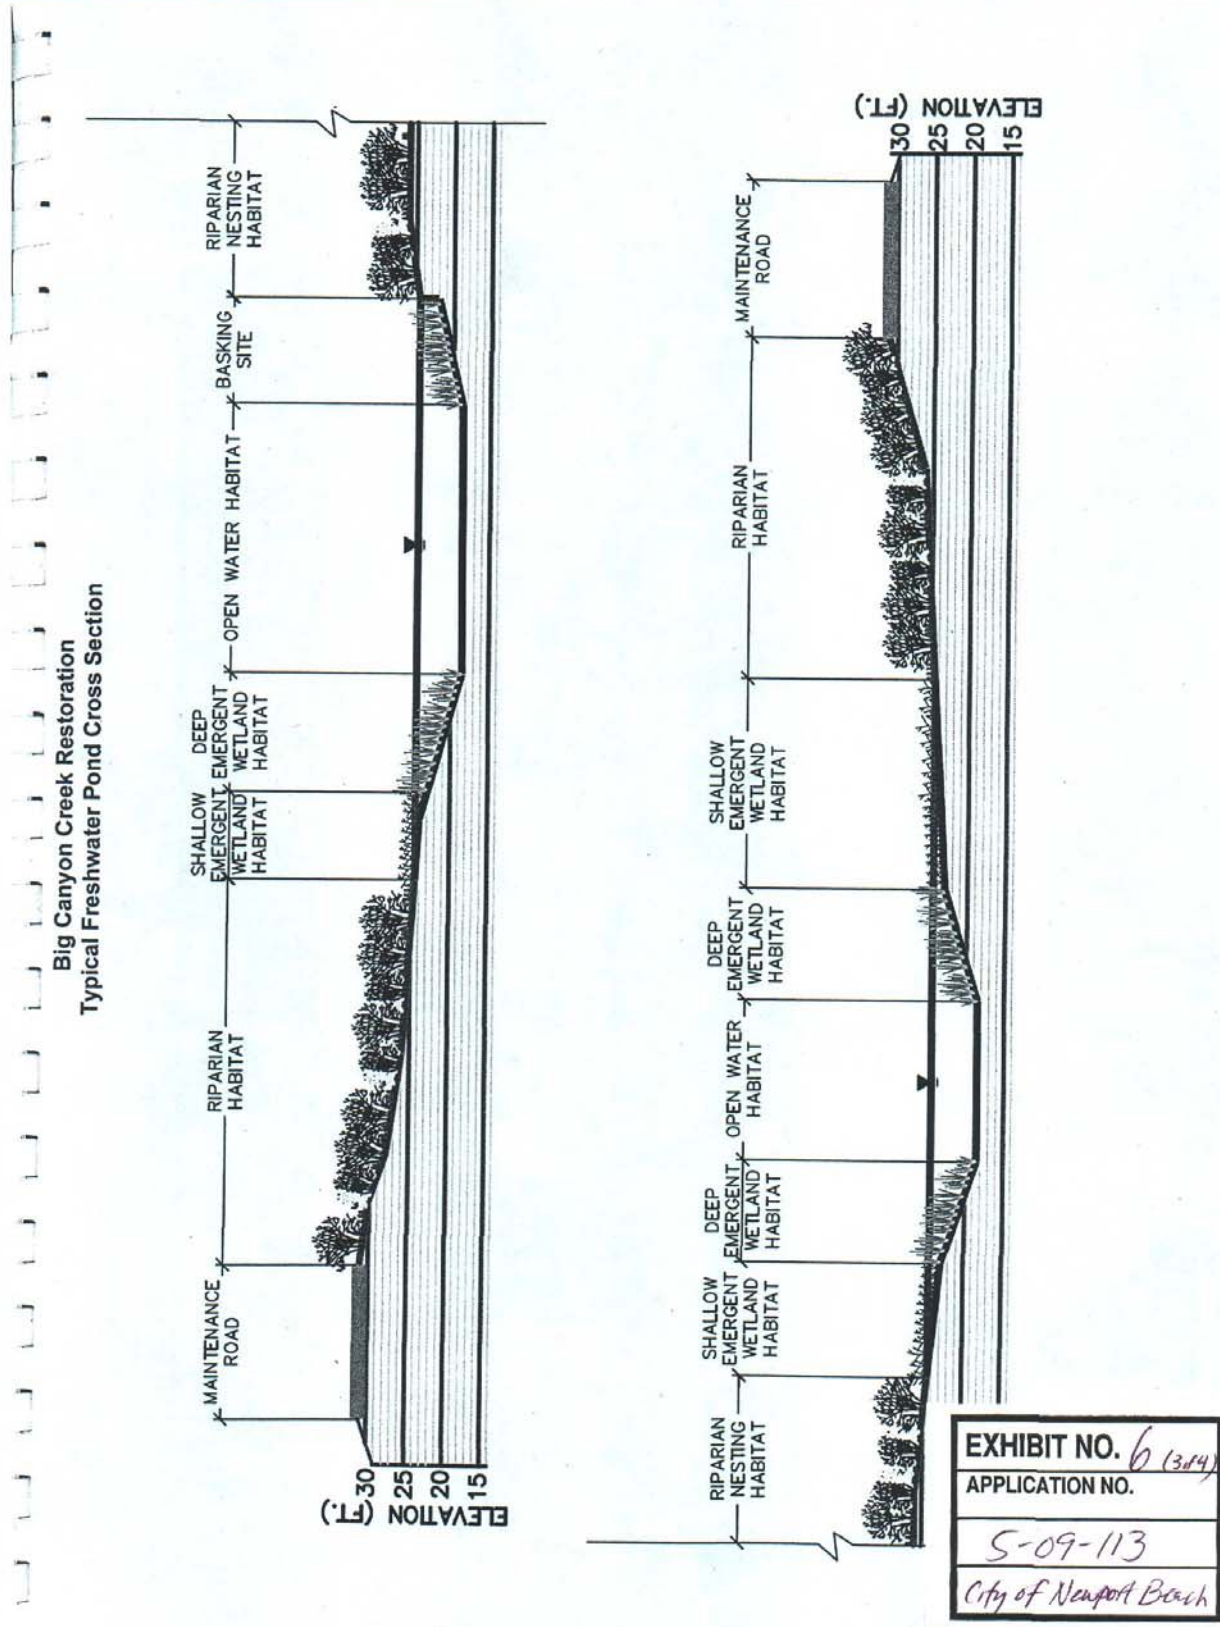 Big Canyon Creek Restoration
Typical Freshwater Pond Cross Section
ELEVATION (FT.)
30
25
20
15
MAINTENANCE
ROAD
RIPARIAN
HABITAT
SHALLOW
EMERGENT
WETLAND
HABITAT
DEEP
EMERGENT
WETLAND
HABITAT
OPEN WATER HABITAT
BASKING
SITE
RIPARIAN
NESTING
HABITAT
RIPARIAN
NESTING
HABITAT
SHALLOW
EMERGENT
WETLAND
HABITAT
DEEP
EMERGENT
WETLAND
HABITAT
OPEN WATER
HABITAT
DEEP
EMERGENT
WETLAND
HABITAT
SHALLOW
EMERGENT
WETLAND
HABITAT
RIPARIAN
HABITAT
MAINTENANCE
ROAD
ELEVATION (FT.)
30
25
20
15
EXHIBIT NO. 6 (3of4)
APPLICATION NO.
5-09-113
City of Newport Beach